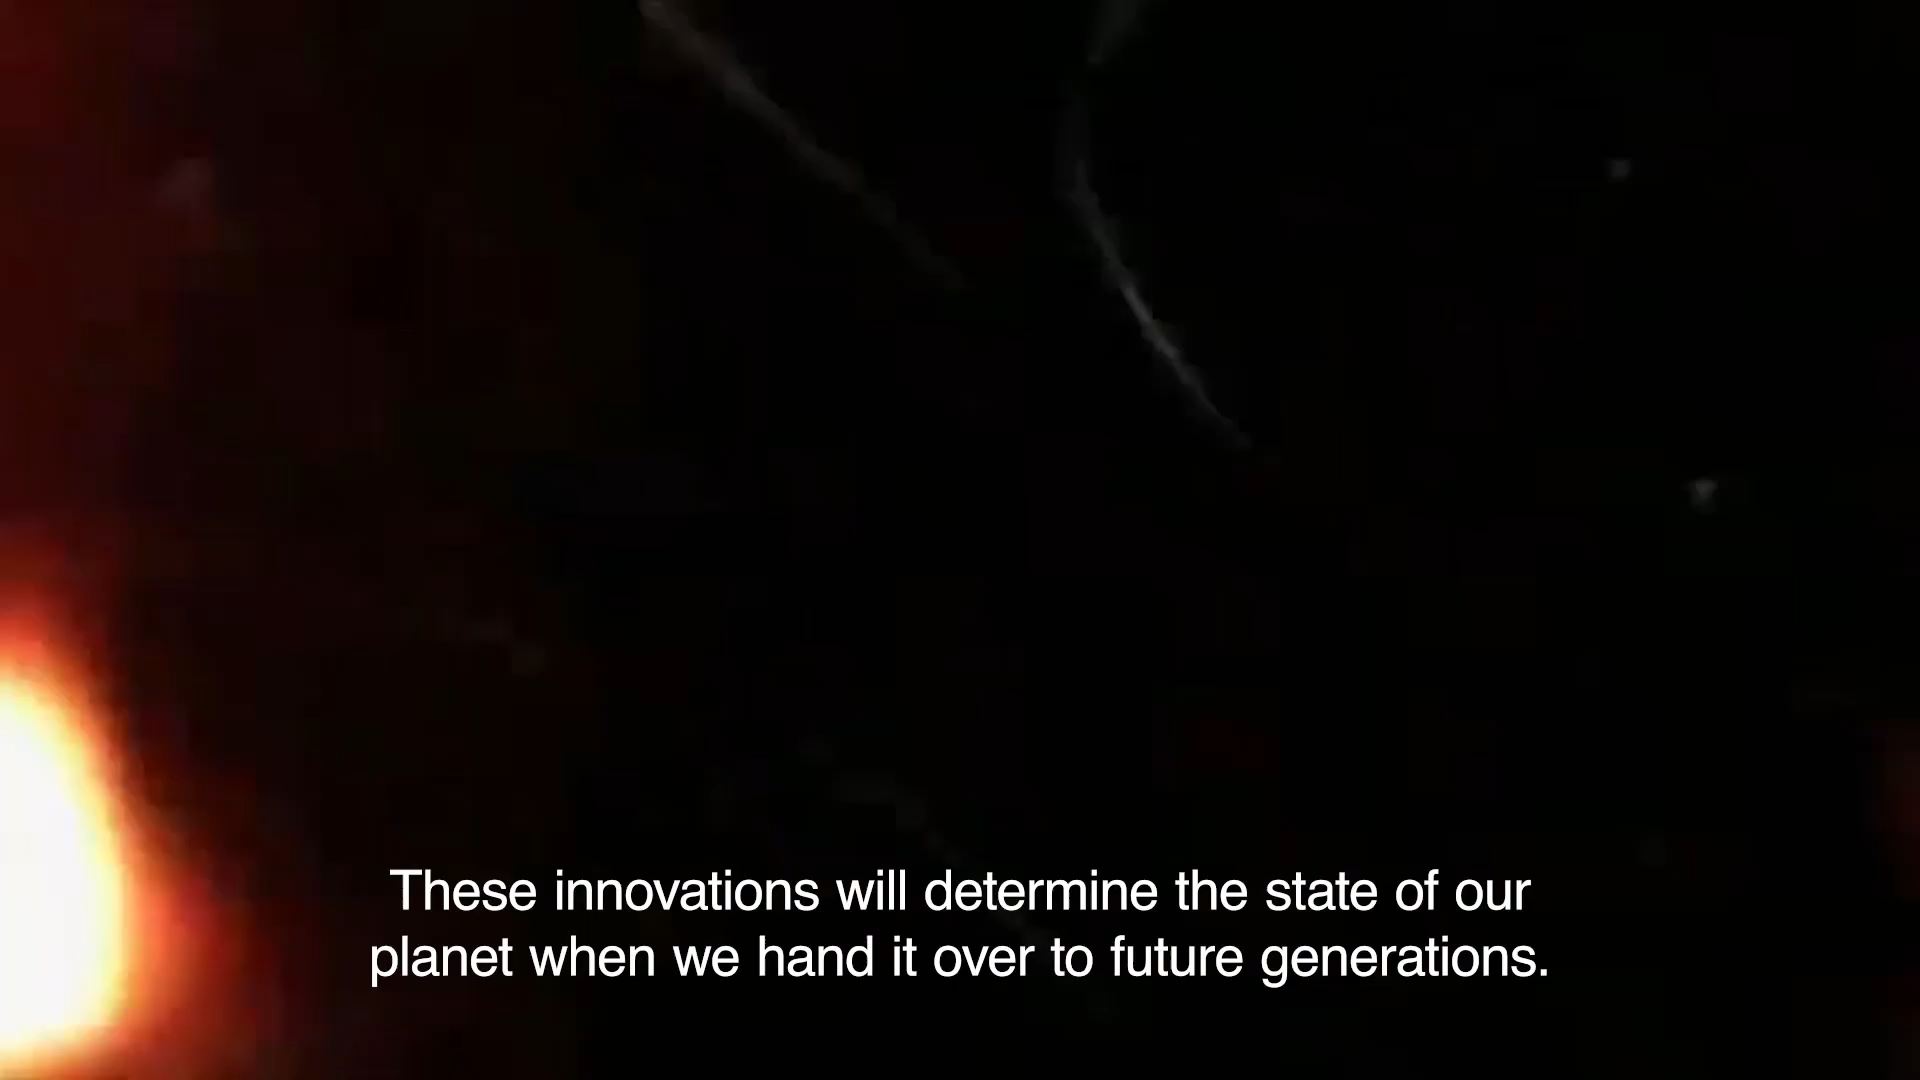 These innovations will determine the state of our
planet when we hand it over to future generations.